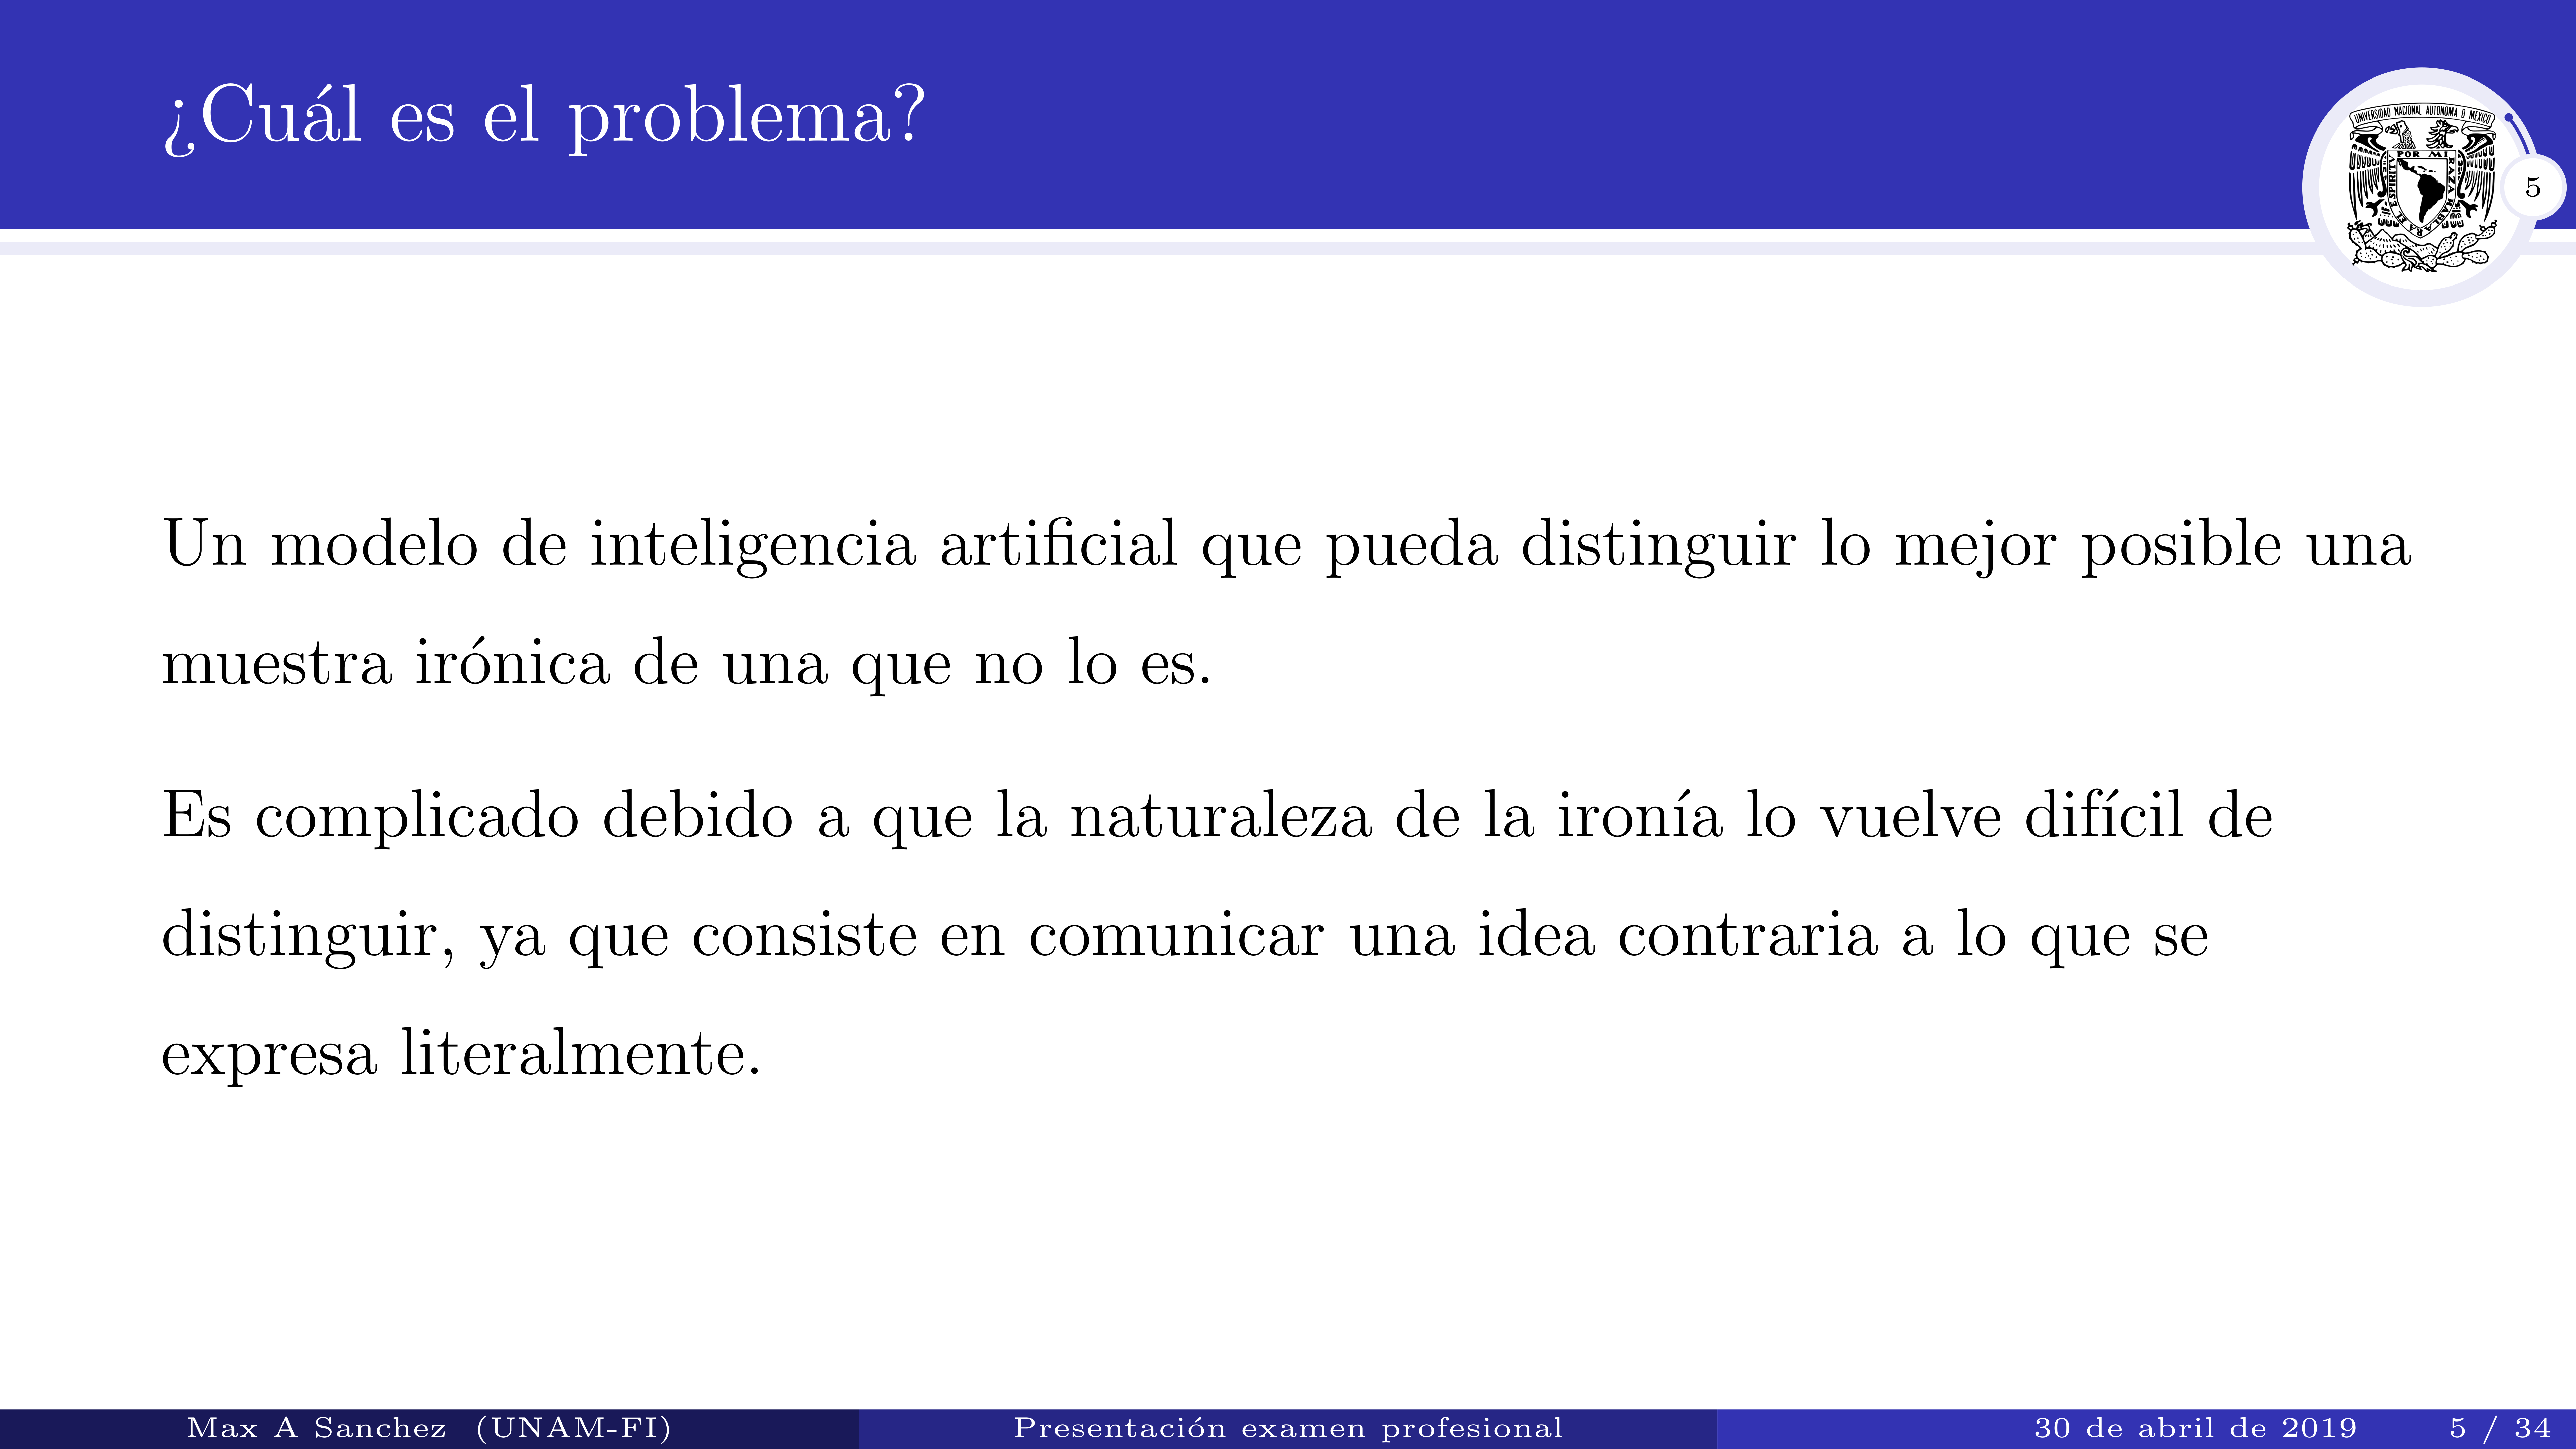 ¿Cuál es el problema?
UNIVERSIDAD NACIONAL AUTONOMA D MEXICO
POR MI RAZA HABLARA EL ESPIRITV
5
Un modelo de inteligencia artificial que pueda distinguir lo mejor posible una
muestra irónica de una que no lo es.
Es complicado debido a que la naturaleza de la ironía lo vuelve difícil de
distinguir, ya que consiste en comunicar una idea contraria a lo que se
expresa literalmente.
Max A Sanchez (UNAM-FI) Presentación examen profesional 30 de abril de 2019 5 / 34